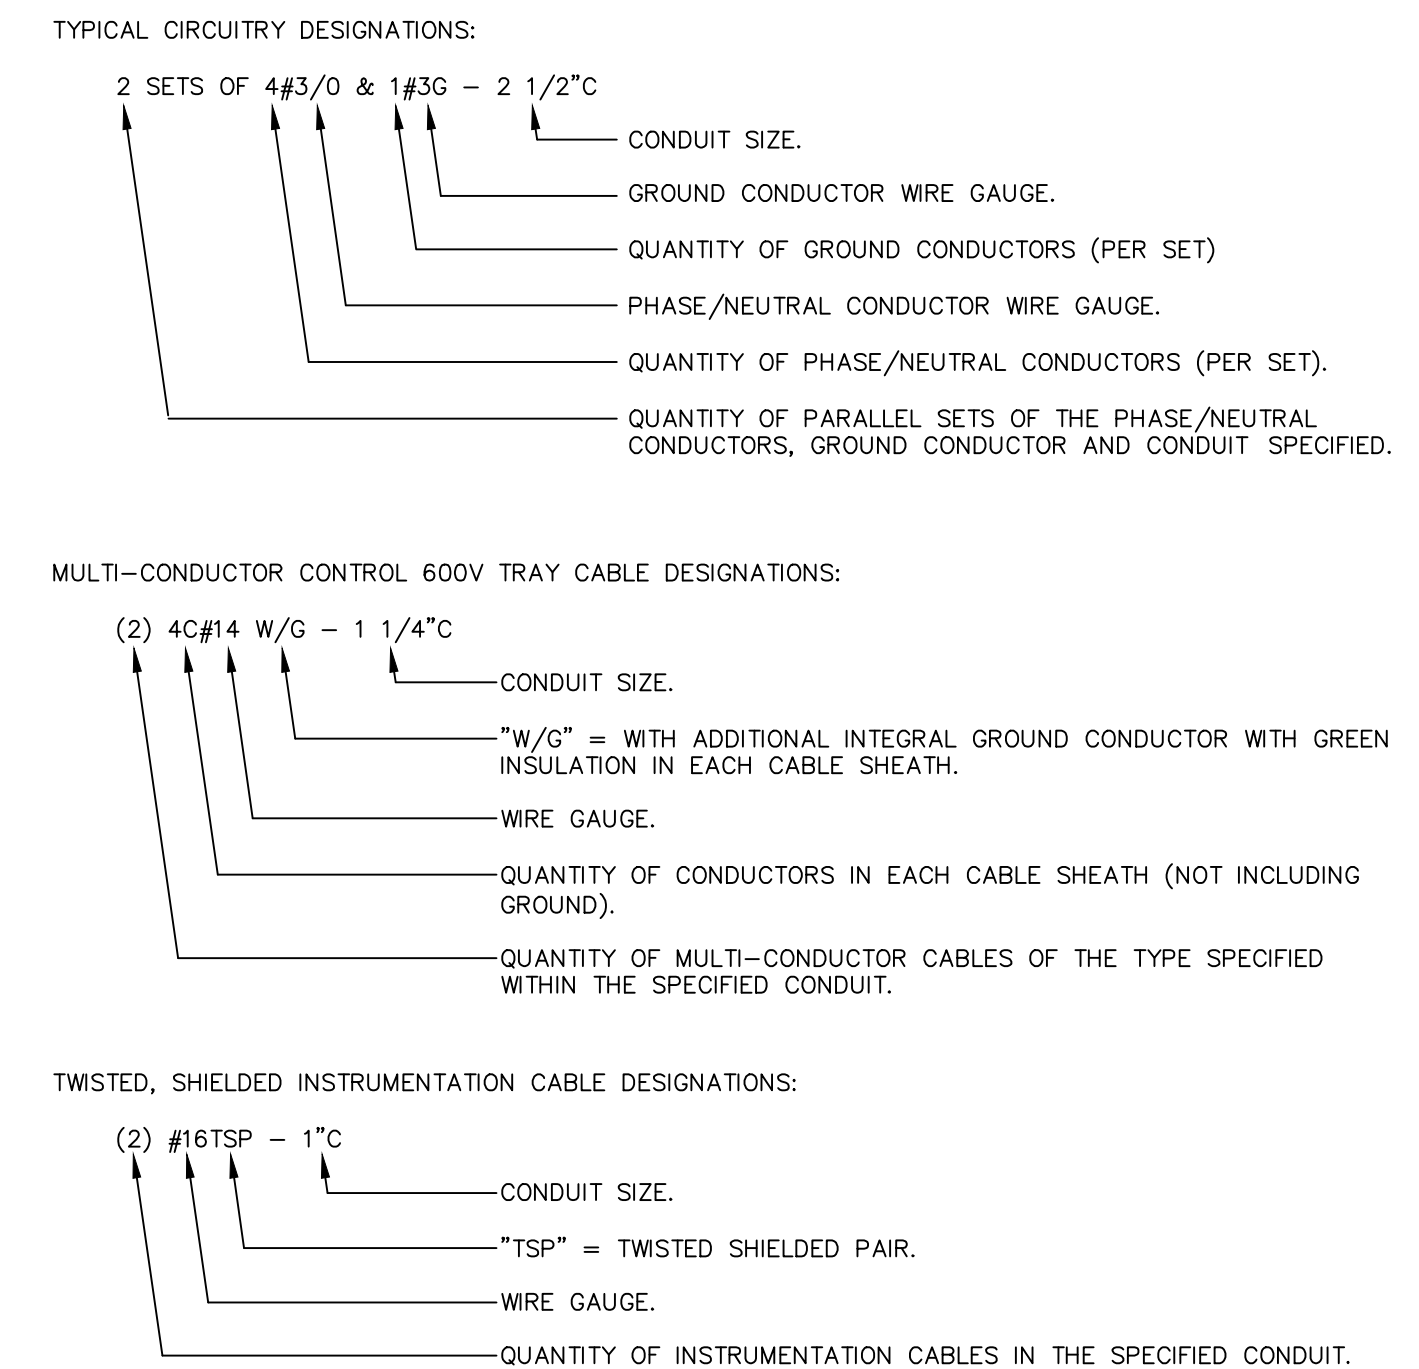 TYPICAL CIRCUITRY DESIGNATIONS:
2 SETS OF 4#3/0 & 1#3G – 2 1/2"C
CONDUIT SIZE.
GROUND CONDUCTOR WIRE GAUGE.
QUANTITY OF GROUND CONDUCTORS (PER SET)
PHASE/NEUTRAL CONDUCTOR WIRE GAUGE.
QUANTITY OF PHASE/NEUTRAL CONDUCTORS (PER SET).
QUANTITY OF PARALLEL SETS OF THE PHASE/NEUTRAL
CONDUCTORS, GROUND CONDUCTOR AND CONDUIT SPECIFIED.
MULTI–CONDUCTOR CONTROL 600V TRAY CABLE DESIGNATIONS:
(2) 4C#14 W/G – 1 1/4"C
CONDUIT SIZE.
"W/G" = WITH ADDITIONAL INTEGRAL GROUND CONDUCTOR WITH GREEN
INSULATION IN EACH CABLE SHEATH.
WIRE GAUGE.
QUANTITY OF CONDUCTORS IN EACH CABLE SHEATH (NOT INCLUDING
GROUND).
QUANTITY OF MULTI–CONDUCTOR CABLES OF THE TYPE SPECIFIED
WITHIN THE SPECIFIED CONDUIT.
TWISTED, SHIELDED INSTRUMENTATION CABLE DESIGNATIONS:
(2) #16TSP – 1"C
CONDUIT SIZE.
"TSP" = TWISTED SHIELDED PAIR.
WIRE GAUGE.
QUANTITY OF INSTRUMENTATION CABLES IN THE SPECIFIED CONDUIT.